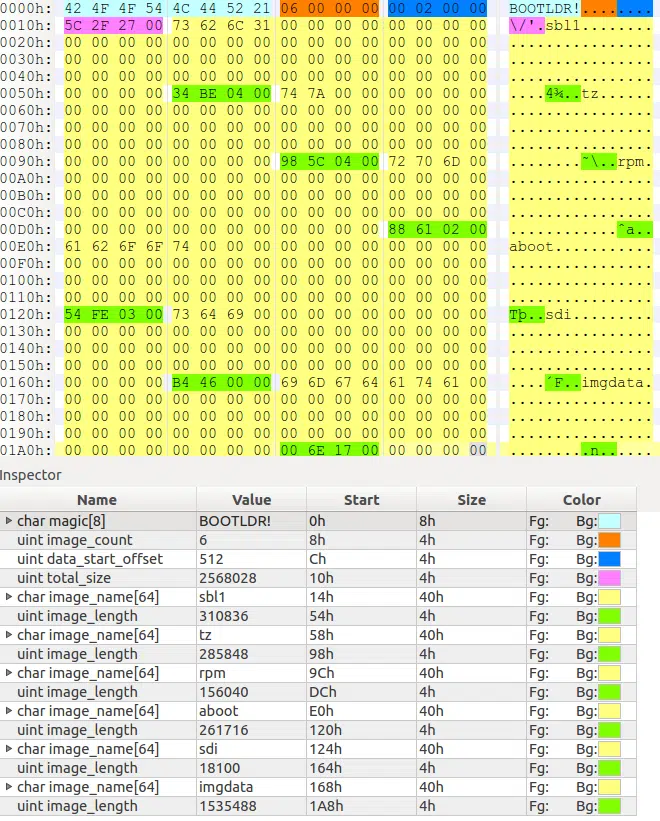 0000h: 42 4F 4F 54 4C 44 52 21 06 00 00 00 00 02 00 00 BOOTLDR!........
0010h: 5C 2F 27 00 73 62 6C 31 00 00 00 00 00 00 00 00 \/'.sbl1........
0020h: 00 00 00 00 00 00 00 00 00 00 00 00 00 00 00 00 ................
0030h: 00 00 00 00 00 00 00 00 00 00 00 00 00 00 00 00 ................
0040h: 00 00 00 00 00 00 00 00 00 00 00 00 00 00 00 00 ................
0050h: 00 00 00 00 34 BE 04 00 74 7A 00 00 00 00 00 00 ....4¾..tz......
0060h: 00 00 00 00 00 00 00 00 00 00 00 00 00 00 00 00 ................
0070h: 00 00 00 00 00 00 00 00 00 00 00 00 00 00 00 00 ................
0080h: 00 00 00 00 00 00 00 00 00 00 00 00 00 00 00 00 ................
0090h: 00 00 00 00 00 00 00 00 98 5C 04 00 72 70 6D 00 ........˜\..rpm.
00A0h: 00 00 00 00 00 00 00 00 00 00 00 00 00 00 00 00 ................
00B0h: 00 00 00 00 00 00 00 00 00 00 00 00 00 00 00 00 ................
00C0h: 00 00 00 00 00 00 00 00 00 00 00 00 00 00 00 00 ................
00D0h: 00 00 00 00 00 00 00 00 00 00 00 00 88 61 02 00 ............ˆa..
00E0h: 61 62 6F 6F 74 00 00 00 00 00 00 00 00 00 00 00 aboot...........
00F0h: 00 00 00 00 00 00 00 00 00 00 00 00 00 00 00 00 ................
0100h: 00 00 00 00 00 00 00 00 00 00 00 00 00 00 00 00 ................
0110h: 00 00 00 00 00 00 00 00 00 00 00 00 00 00 00 00 ................
0120h: 54 FE 03 00 73 64 69 00 00 00 00 00 00 00 00 00 Tþ..sdi.........
0130h: 00 00 00 00 00 00 00 00 00 00 00 00 00 00 00 00 ................
0140h: 00 00 00 00 00 00 00 00 00 00 00 00 00 00 00 00 ................
0150h: 00 00 00 00 00 00 00 00 00 00 00 00 00 00 00 00 ................
0160h: 00 00 00 00 B4 46 00 00 69 6D 67 64 61 74 61 00 ....´F..imgdata.
0170h: 00 00 00 00 00 00 00 00 00 00 00 00 00 00 00 00 ................
0180h: 00 00 00 00 00 00 00 00 00 00 00 00 00 00 00 00 ................
0190h: 00 00 00 00 00 00 00 00 00 00 00 00 00 00 00 00 ................
01A0h: 00 00 00 00 00 00 00 00 00 6E 17 00 00 00 00 00 .........n......
Inspector
Name Value Start Size Color
char magic[8] BOOTLDR! 0h 8h Fg: Bg:
uint image_count 6 8h 4h Fg: Bg:
uint data_start_offset 512 Ch 4h Fg: Bg:
uint total_size 2568028 10h 4h Fg: Bg:
char image_name[64] sbl1 14h 40h Fg: Bg:
uint image_length 310836 54h 4h Fg: Bg:
char image_name[64] tz 58h 40h Fg: Bg:
uint image_length 285848 98h 4h Fg: Bg:
char image_name[64] rpm 9Ch 40h Fg: Bg:
uint image_length 156040 DCh 4h Fg: Bg:
char image_name[64] aboot E0h 40h Fg: Bg:
uint image_length 261716 120h 4h Fg: Bg:
char image_name[64] sdi 124h 40h Fg: Bg:
uint image_length 18100 164h 4h Fg: Bg:
char image_name[64] imgdata 168h 40h Fg: Bg:
uint image_length 1535488 1A8h 4h Fg: Bg: